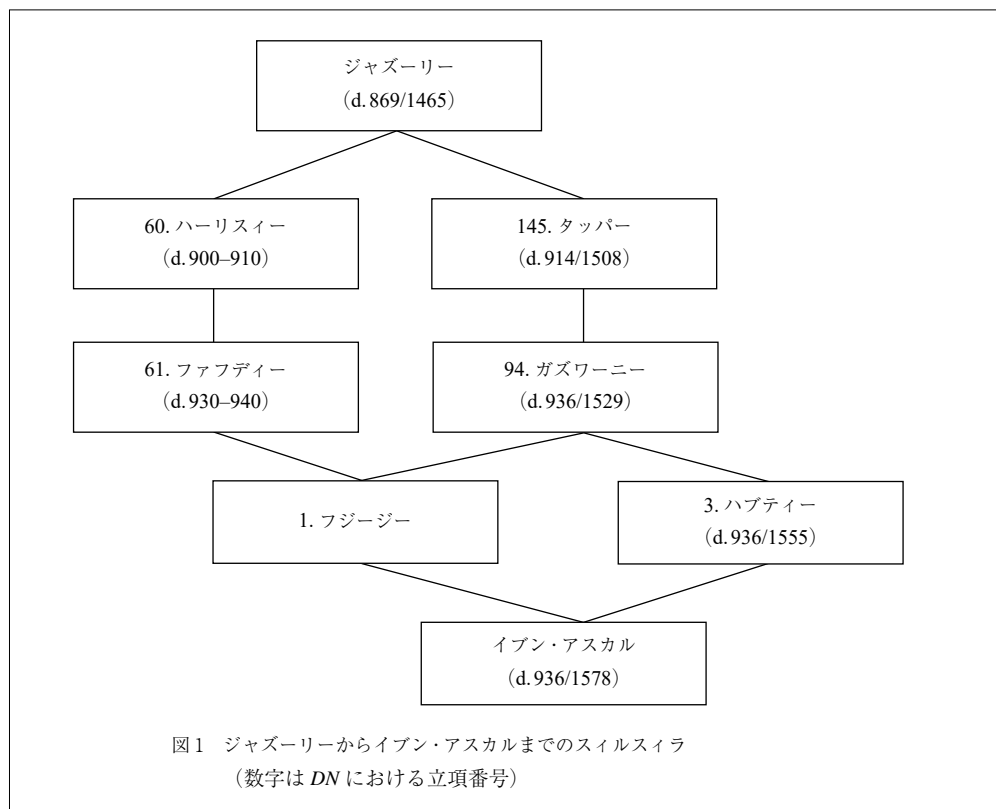 ジャズーリー
(d. 869/1465)
60. ハーリスィー
(d. 900–910)
145. タッパー
(d. 914/1508)
61. ファフディー
(d. 930–940)
94. ガズワーニー
(d. 936/1529)
1. フジージー
3. ハブティー
(d. 936/1555)
イブン・アスカル
(d. 936/1578)
図1 ジャズーリーからイブン・アスカルまでのスィルスィラ
(数字は DN における立項番号)